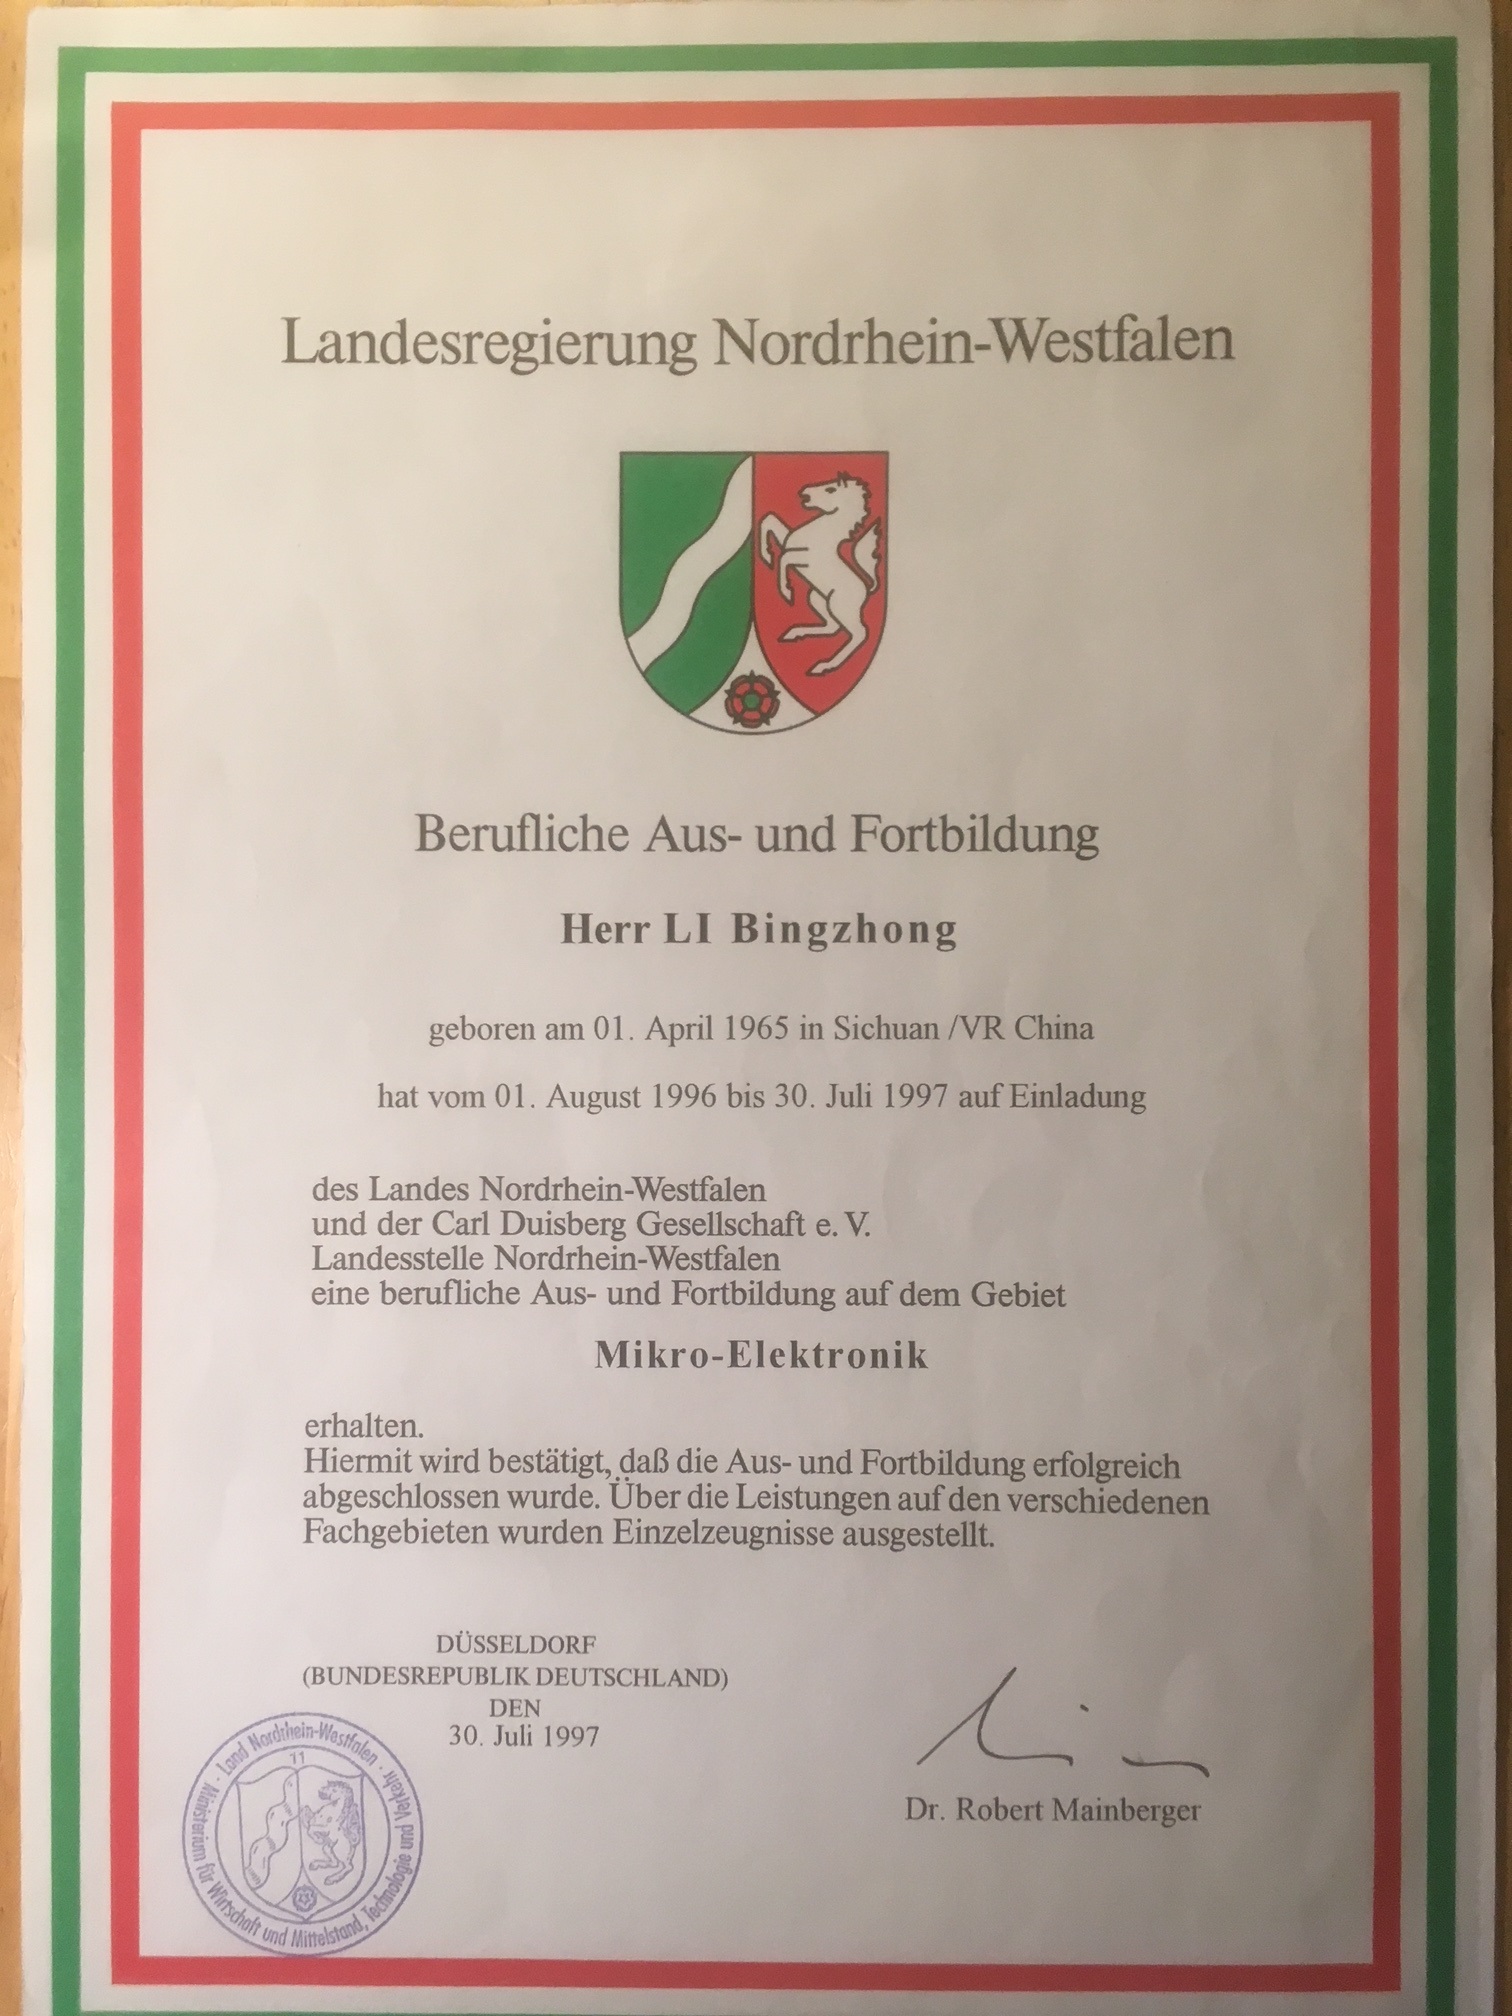 Landesregierung Nordrhein-Westfalen
Berufliche Aus- und Fortbildung
Herr LI Bingzhong
geboren am 01. April 1965 in Sichuan /VR China
hat vom 01. August 1996 bis 30. Juli 1997 auf Einladung
des Landes Nordrhein-Westfalen
und der Carl Duisberg Gesellschaft e. V.
Landesstelle Nordrhein-Westfalen
eine berufliche Aus- und Fortbildung auf dem Gebiet
Mikro-Elektronik
erhalten.
Hiermit wird bestätigt, daß die Aus- und Fortbildung erfolgreich
abgeschlossen wurde. Über die Leistungen auf den verschiedenen
Fachgebieten wurden Einzelzeugnisse ausgestellt.
DÜSSELDORF
(BUNDESREPUBLIK DEUTSCHLAND)
DEN
30. Juli 1997
Dr. Robert Mainberger
Land Nordrhein-Westfalen
11
Ministerium für Wirtschaft und Mittelstand, Technologie und Verkehr